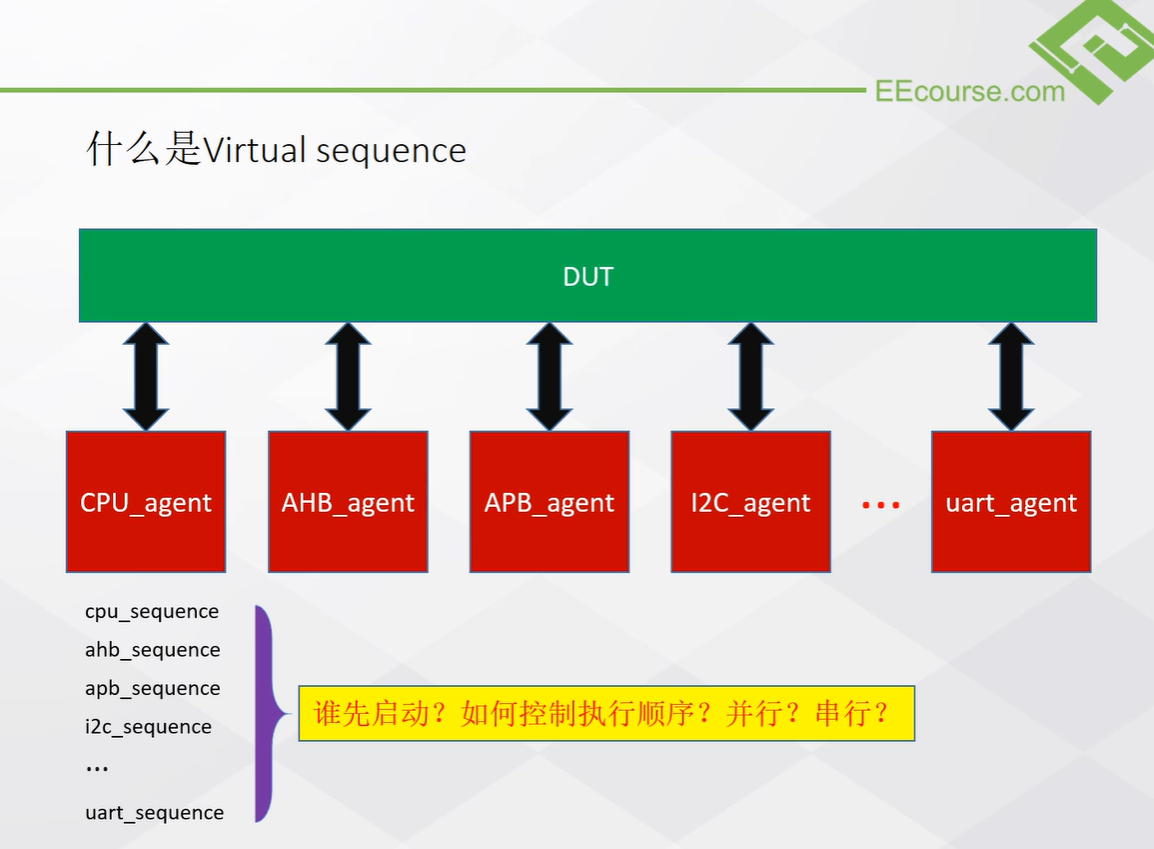 EEcourse.com
什么是Virtual sequence
DUT
CPU_agent
AHB_agent
APB_agent
I2C_agent
...
uart_agent
cpu_sequence
ahb_sequence
apb_sequence
i2c_sequence
...
uart_sequence
谁先启动？如何控制执行顺序？并行？串行？